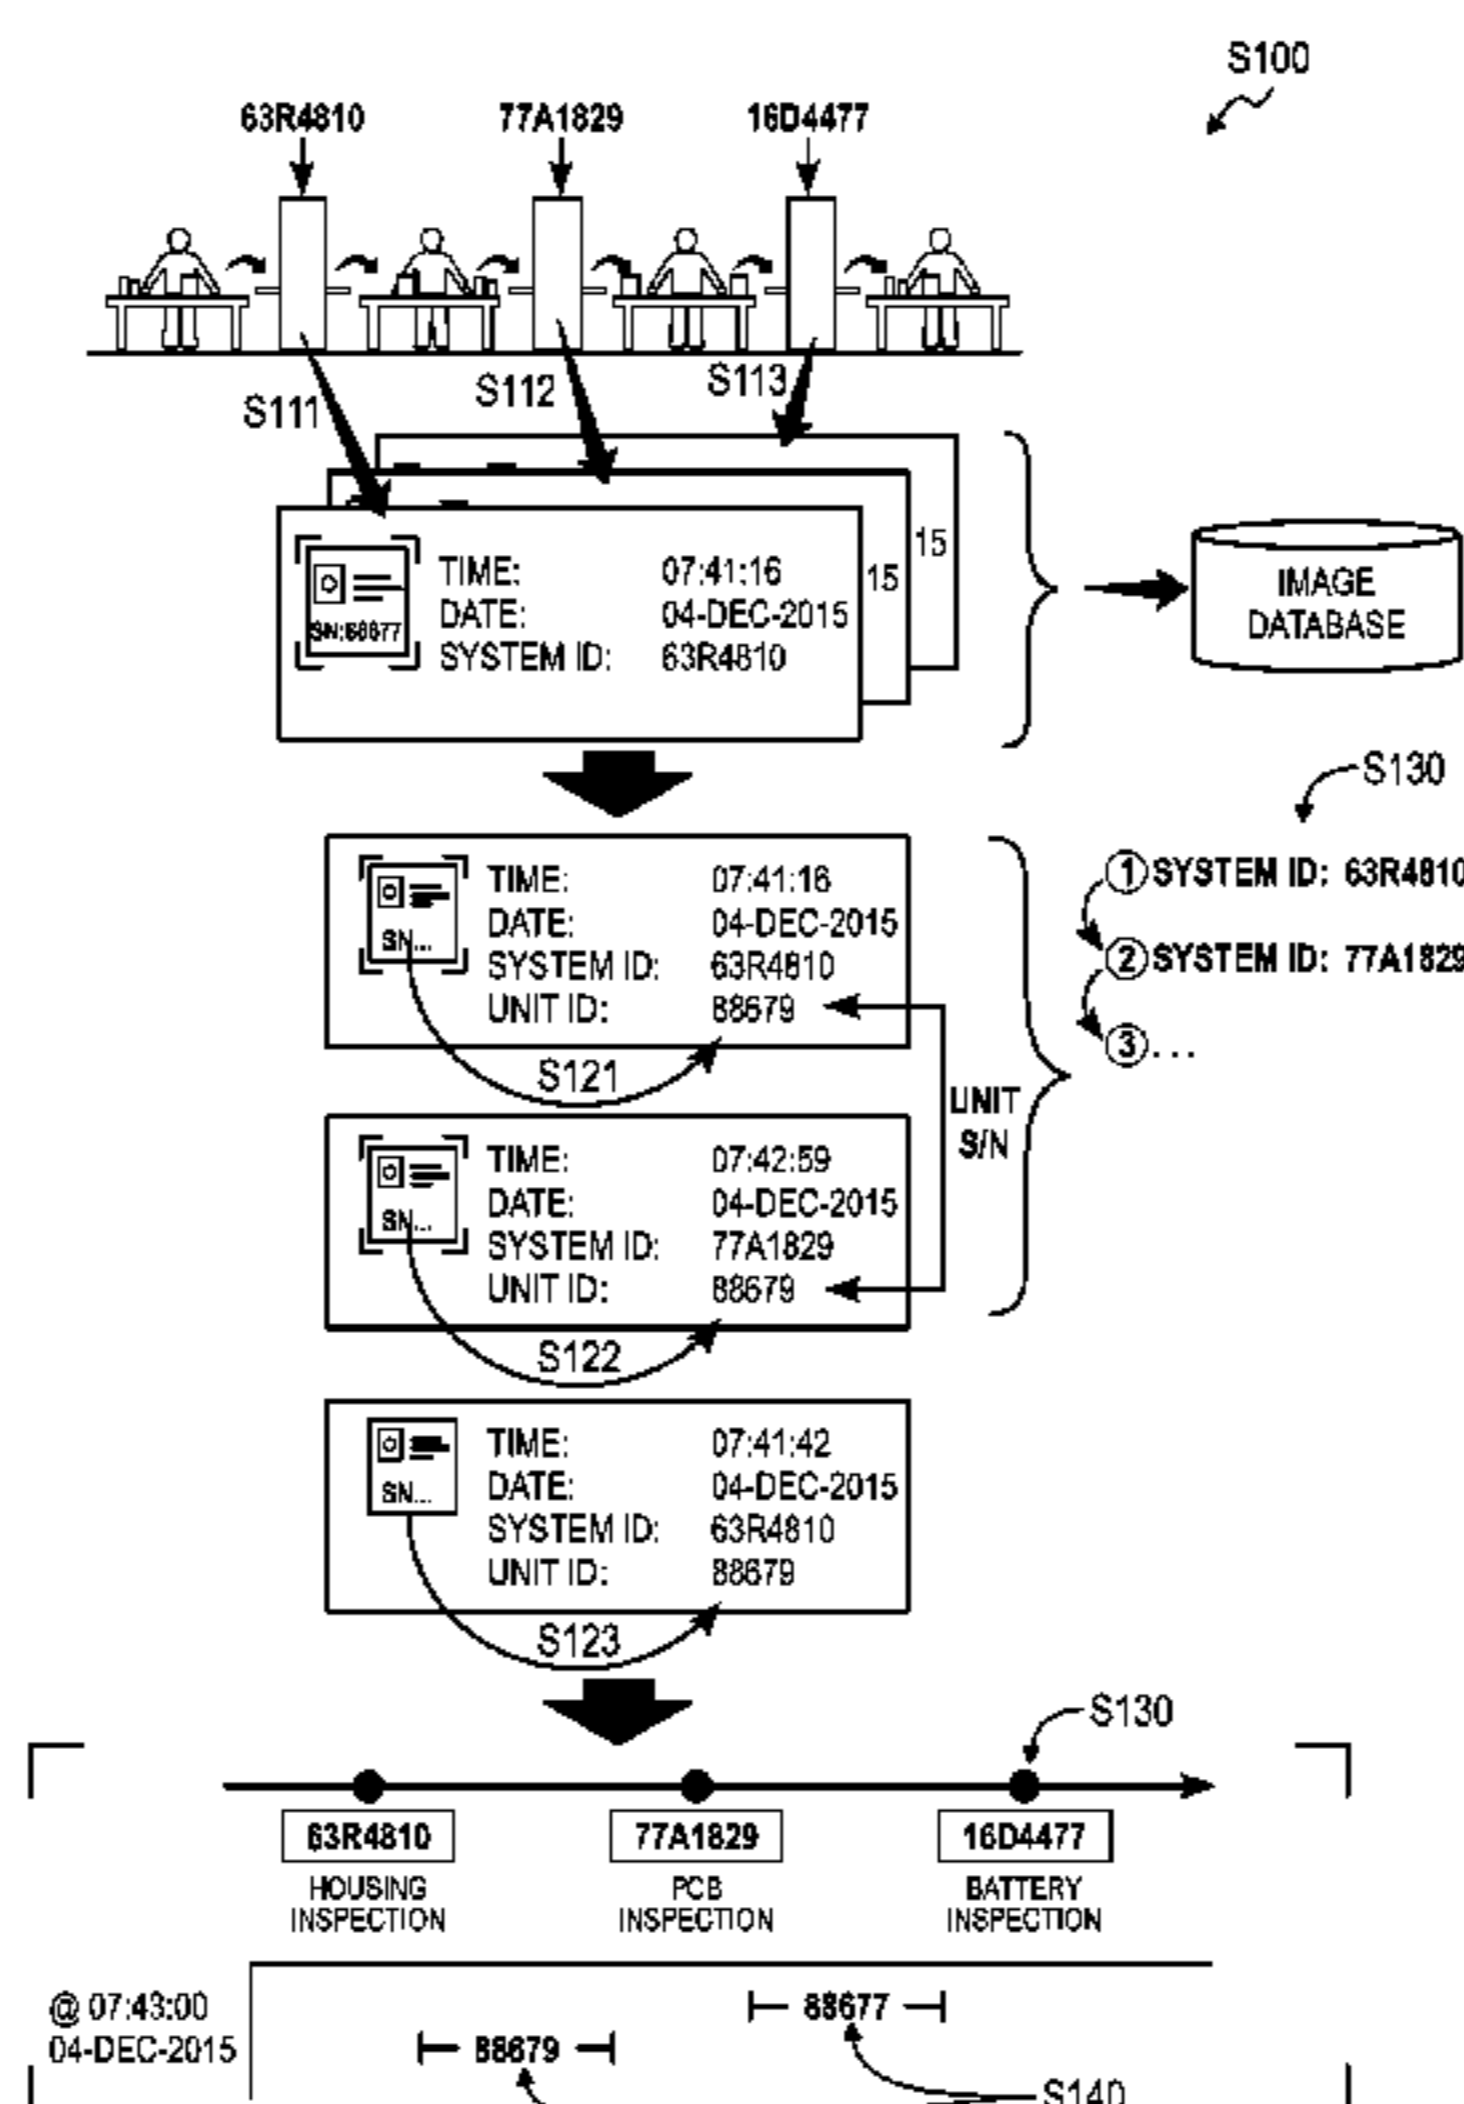 S100
63R4810 77A1829 16D4477
S111 S112 S113
15
15
TIME: 07:41:16
DATE: 04-DEC-2015
SYSTEM ID: 63R4810
SN:88677
IMAGE
DATABASE
S130
TIME: 07:41:16
DATE: 04-DEC-2015
SYSTEM ID: 63R4810
UNIT ID: 88679
SN...
S121
1 SYSTEM ID: 63R4810
2 SYSTEM ID: 77A1829
3 ...
UNIT
S/N
TIME: 07:42:59
DATE: 04-DEC-2015
SYSTEM ID: 77A1829
UNIT ID: 88679
SN...
S122
TIME: 07:41:42
DATE: 04-DEC-2015
SYSTEM ID: 63R4810
UNIT ID: 88679
SN...
S123
S130
63R4810 77A1829 16D4477
HOUSING
INSPECTION
PCB
INSPECTION
BATTERY
INSPECTION
@ 07:43:00
04-DEC-2015
88677
88679
S140